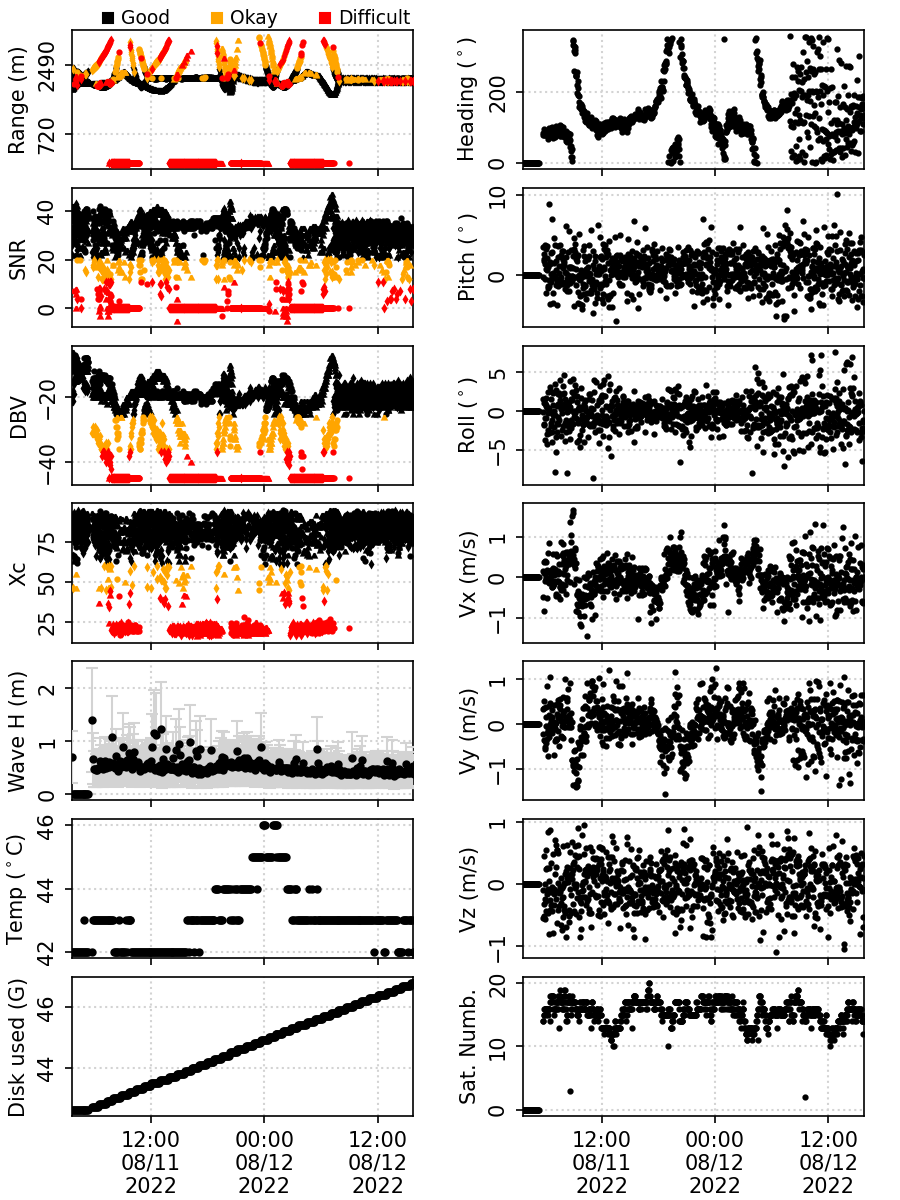 Good Okay Difficult
Range (m)
2490
720
Heading (°)
200
0
SNR
40
20
0
Pitch (°)
10
0
DBV
−20
−40
Roll (°)
5
0
−5
Xc
75
50
25
Vx (m/s)
1
0
−1
Wave H (m)
2
1
0
Vy (m/s)
1
0
−1
Temp (°C)
46
44
42
Vz (m/s)
1
0
−1
Disk used (G)
46
44
Sat. Numb.
20
10
0
12:00 00:00 12:00 12:00 00:00 12:00
08/11 08/12 08/12 08/11 08/12 08/12
2022 2022 2022 2022 2022 2022